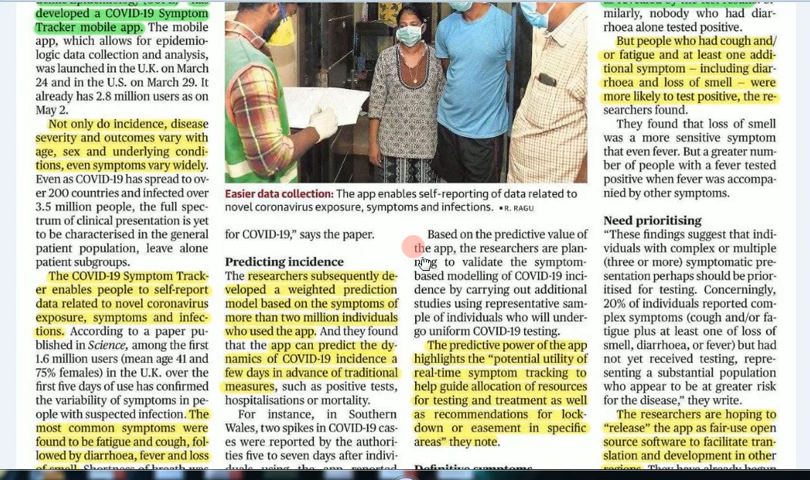 developed a COVID-19 Symptom
Tracker mobile app. The mobile
app, which allows for epidemio-
logic data collection and analysis,
was launched in the U.K. on March
24 and in the U.S. on March 29. It
already has 2.8 million users as on
May 2.
Not only do incidence, disease
severity and outcomes vary with
age, sex and underlying condi-
tions, even symptoms vary widely.
Even as COVID-19 has spread to ov-
er 200 countries and infected over
3.5 million people, the full spec-
trum of clinical presentation is yet
to be characterised in the general
patient population, leave alone
patient subgroups.
The COVID-19 Symptom Track-
er enables people to self-report
data related to novel coronavirus
exposure, symptoms and infec-
tions. According to a paper pu-
blished in Science, among the first
1.6 million users (mean age 41 and
75% females) in the U.K. over the
first five days of use has confirmed
the variability of symptoms in pe-
ople with suspected infection. The
most common symptoms were
found to be fatigue and cough, fol-
lowed by diarrhoea, fever and loss
of smell. Shortness of breath was
Easier data collection: The app enables self-reporting of data related to
novel coronavirus exposure, symptoms and infections. • R. RAGU
for COVID-19,” says the paper.
Predicting incidence
The researchers subsequently de-
veloped a weighted prediction
model based on the symptoms of
more than two million individuals
who used the app. And they found
that the app can predict the dy-
namics of COVID-19 incidence a
few days in advance of traditional
measures, such as positive tests,
hospitalisations or mortality.
For instance, in Southern
Wales, two spikes in COVID-19 cas-
es were reported by the authori-
ties five to seven days after indivi-
duals using the app reported
Based on the predictive value of
the app, the researchers are plan-
ning to validate the symptom-
based modelling of COVID-19 inci-
dence by carrying out additional
studies using representative sam-
ple of individuals who will under-
go uniform COVID-19 testing.
The predictive power of the app
highlights the “potential utility of
real-time symptom tracking to
help guide allocation of resources
for testing and treatment as well
as recommendations for lock-
down or easement in specific
areas” they note.
Definitive symptoms
milarly, nobody who had diar-
rhoea alone tested positive.
But people who had cough and/
or fatigue and at least one addi-
tional symptom – including diar-
rhoea and loss of smell – were
more likely to test positive, the re-
searchers found.
They found that loss of smell
was a more sensitive symptom
that even fever. But a greater num-
ber of people with a fever tested
positive when fever was accompa-
nied by other symptoms.
Need prioritising
“These findings suggest that indi-
viduals with complex or multiple
(three or more) symptomatic pre-
sentation perhaps should be prior-
itised for testing. Concerningly,
20% of individuals reported com-
plex symptoms (cough and/or fa-
tigue plus at least one of loss of
smell, diarrhoea, or fever) but had
not yet received testing, repre-
senting a substantial population
who appear to be at greater risk
for the disease,” they write.
The researchers are hoping to
“release” the app as fair-use open
source software to facilitate tran-
slation and development in other
regions. They have already begun